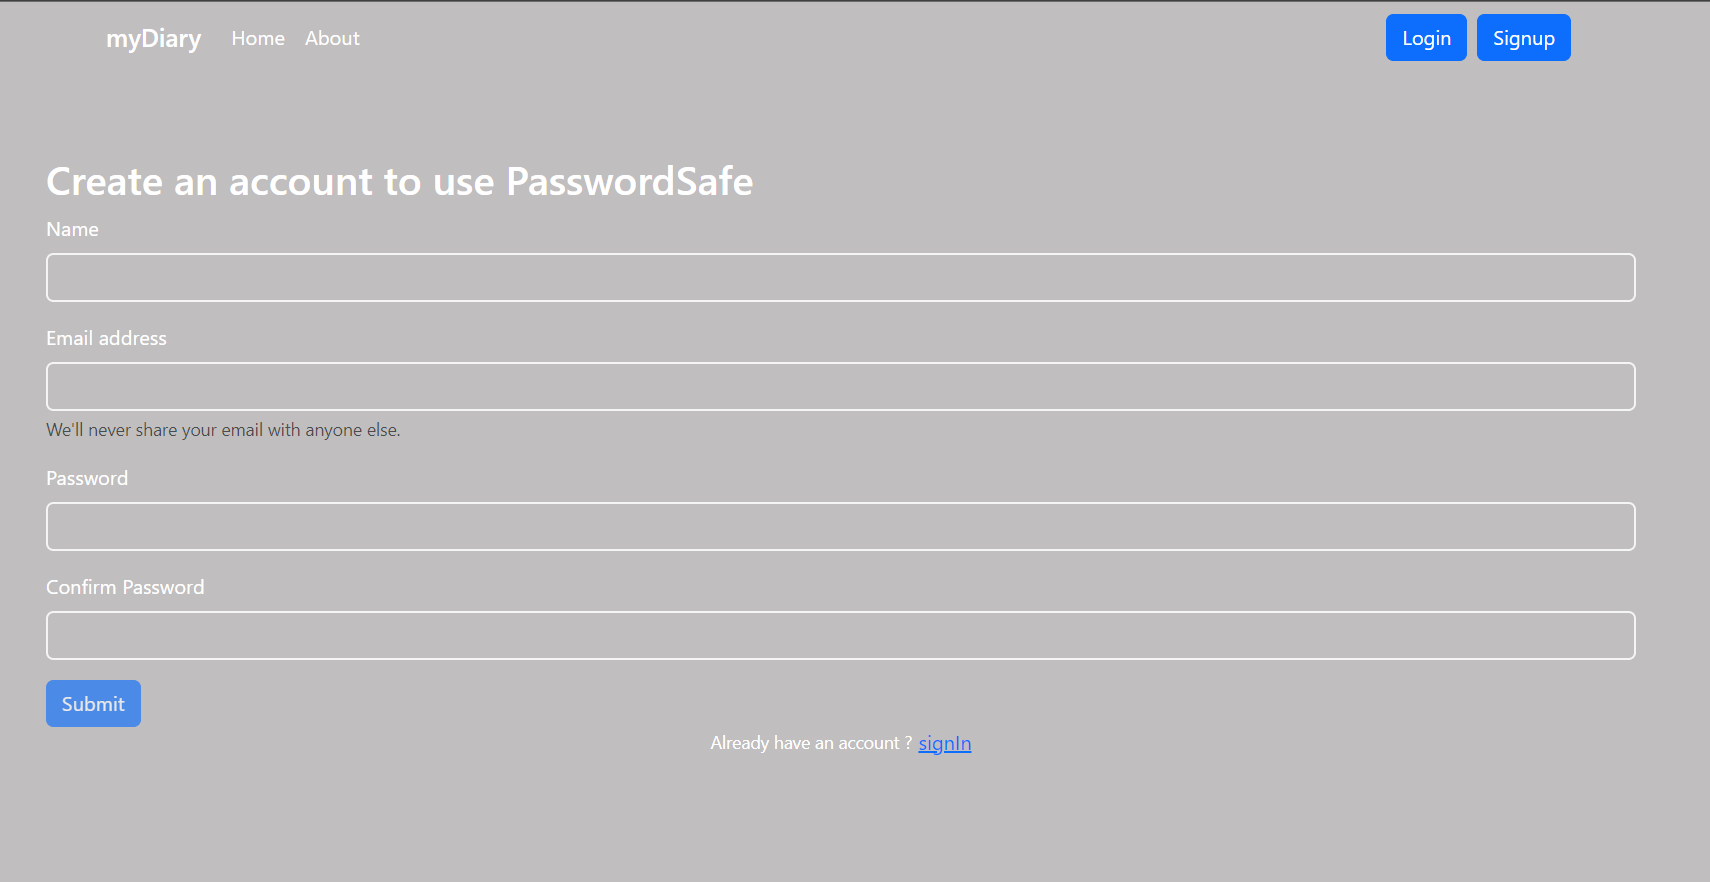 myDiary Home About Login Signup
Create an account to use PasswordSafe
Name
Email address
We'll never share your email with anyone else.
Password
Confirm Password
Submit
Already have an account ? signIn